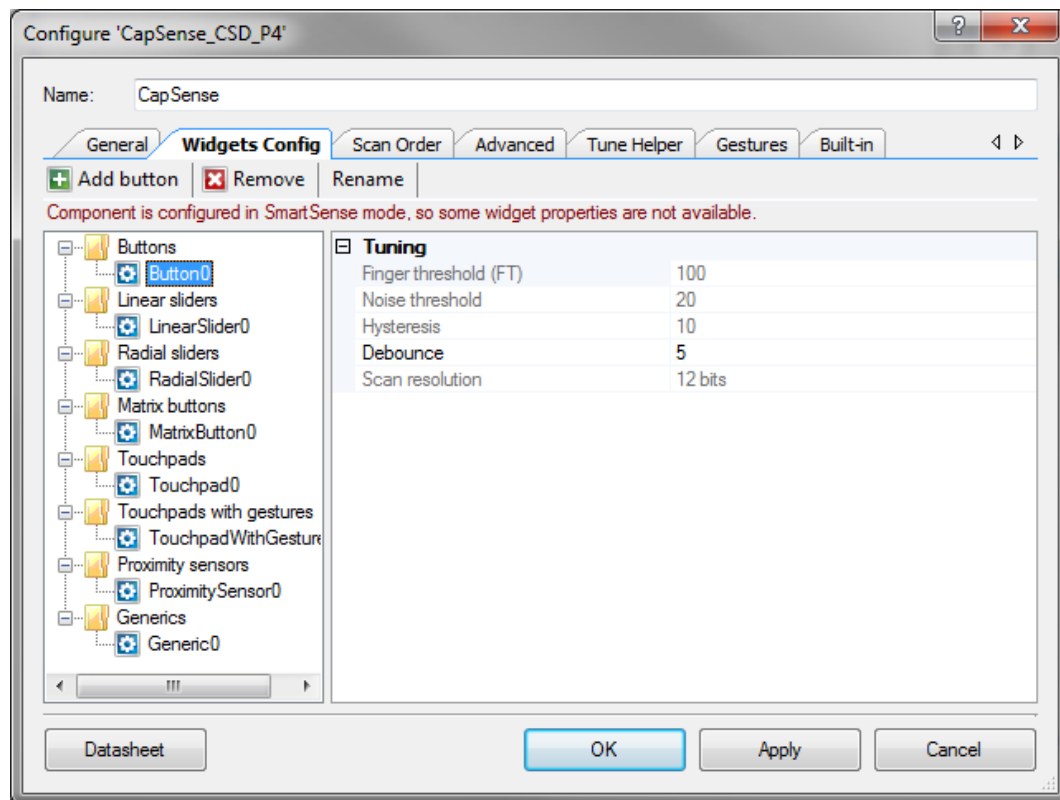 Configure 'CapSense_CSD_P4'
Name: CapSense
General Widgets Config Scan Order Advanced Tune Helper Gestures Built-in
Add button Remove Rename
Component is configured in SmartSense mode, so some widget properties are not available.
Buttons
Button0
Linear sliders
LinearSlider0
Radial sliders
RadialSlider0
Matrix buttons
MatrixButton0
Touchpads
Touchpad0
Touchpads with gestures
TouchpadWithGesture
Proximity sensors
ProximitySensor0
Generics
Generic0
Tuning
Finger threshold (FT) 100
Noise threshold 20
Hysteresis 10
Debounce 5
Scan resolution 12 bits
Datasheet OK Apply Cancel